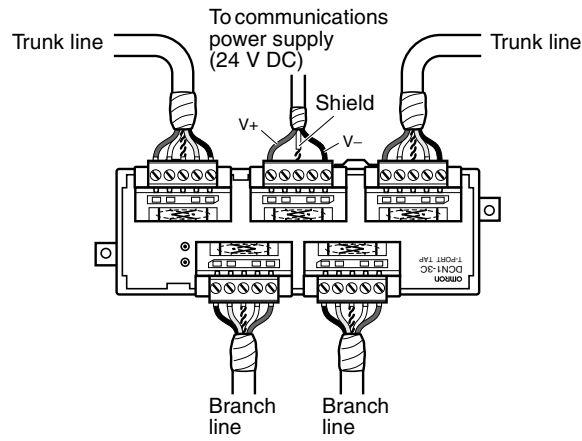 To communications
power supply
(24 V DC)
Trunk line
Trunk line
Shield
V+
V–
OMRON
DCN1-3C
T-PORT TAP
Branch
line
Branch
line